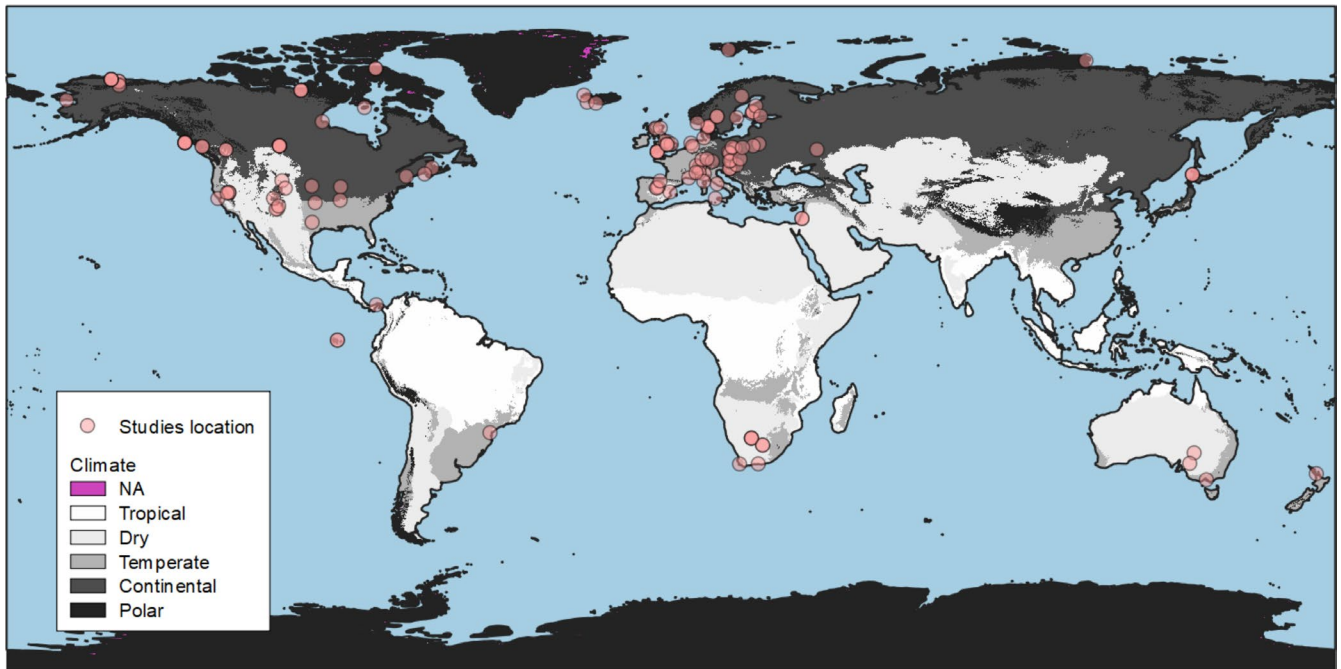 Studies location
Climate
NA
Tropical
Dry
Temperate
Continental
Polar